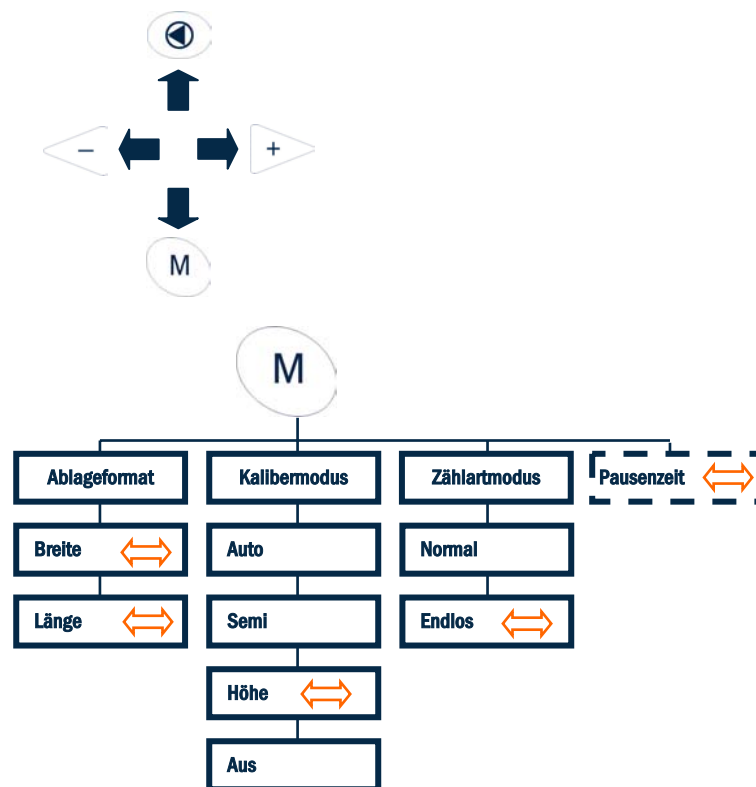 − +
M
M
Ablageformat Kalibermodus Zählartmodus Pausenzeit
Breite Auto Normal
Länge Semi Endlos
Höhe
Aus